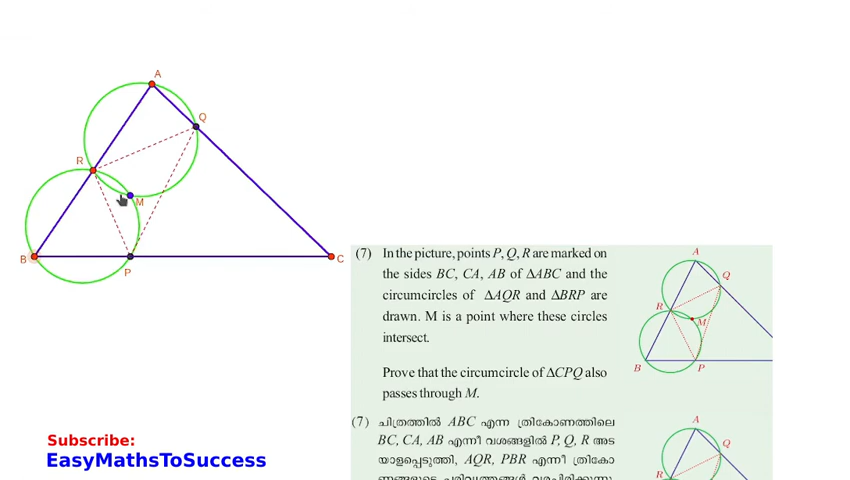 A
Q
R
M
B
P
C
(7) In the picture, points P, Q, R are marked on
the sides BC, CA, AB of ΔABC and the
circumcircles of ΔAQR and ΔBRP are
drawn. M is a point where these circles
intersect.
Prove that the circumcircle of ΔCPQ also
passes through M.
A
Q
R
M
B
P
(7) ചിത്രത്തിൽ ABC എന്ന ത്രികോണത്തിലെ
BC, CA, AB എന്നീ വശങ്ങളിൽ P, Q, R അട
യാളപ്പെടുത്തി, AQR, PBR എന്നീ ത്രികോ
A
Q
R
Subscribe:
EasyMathsToSuccess